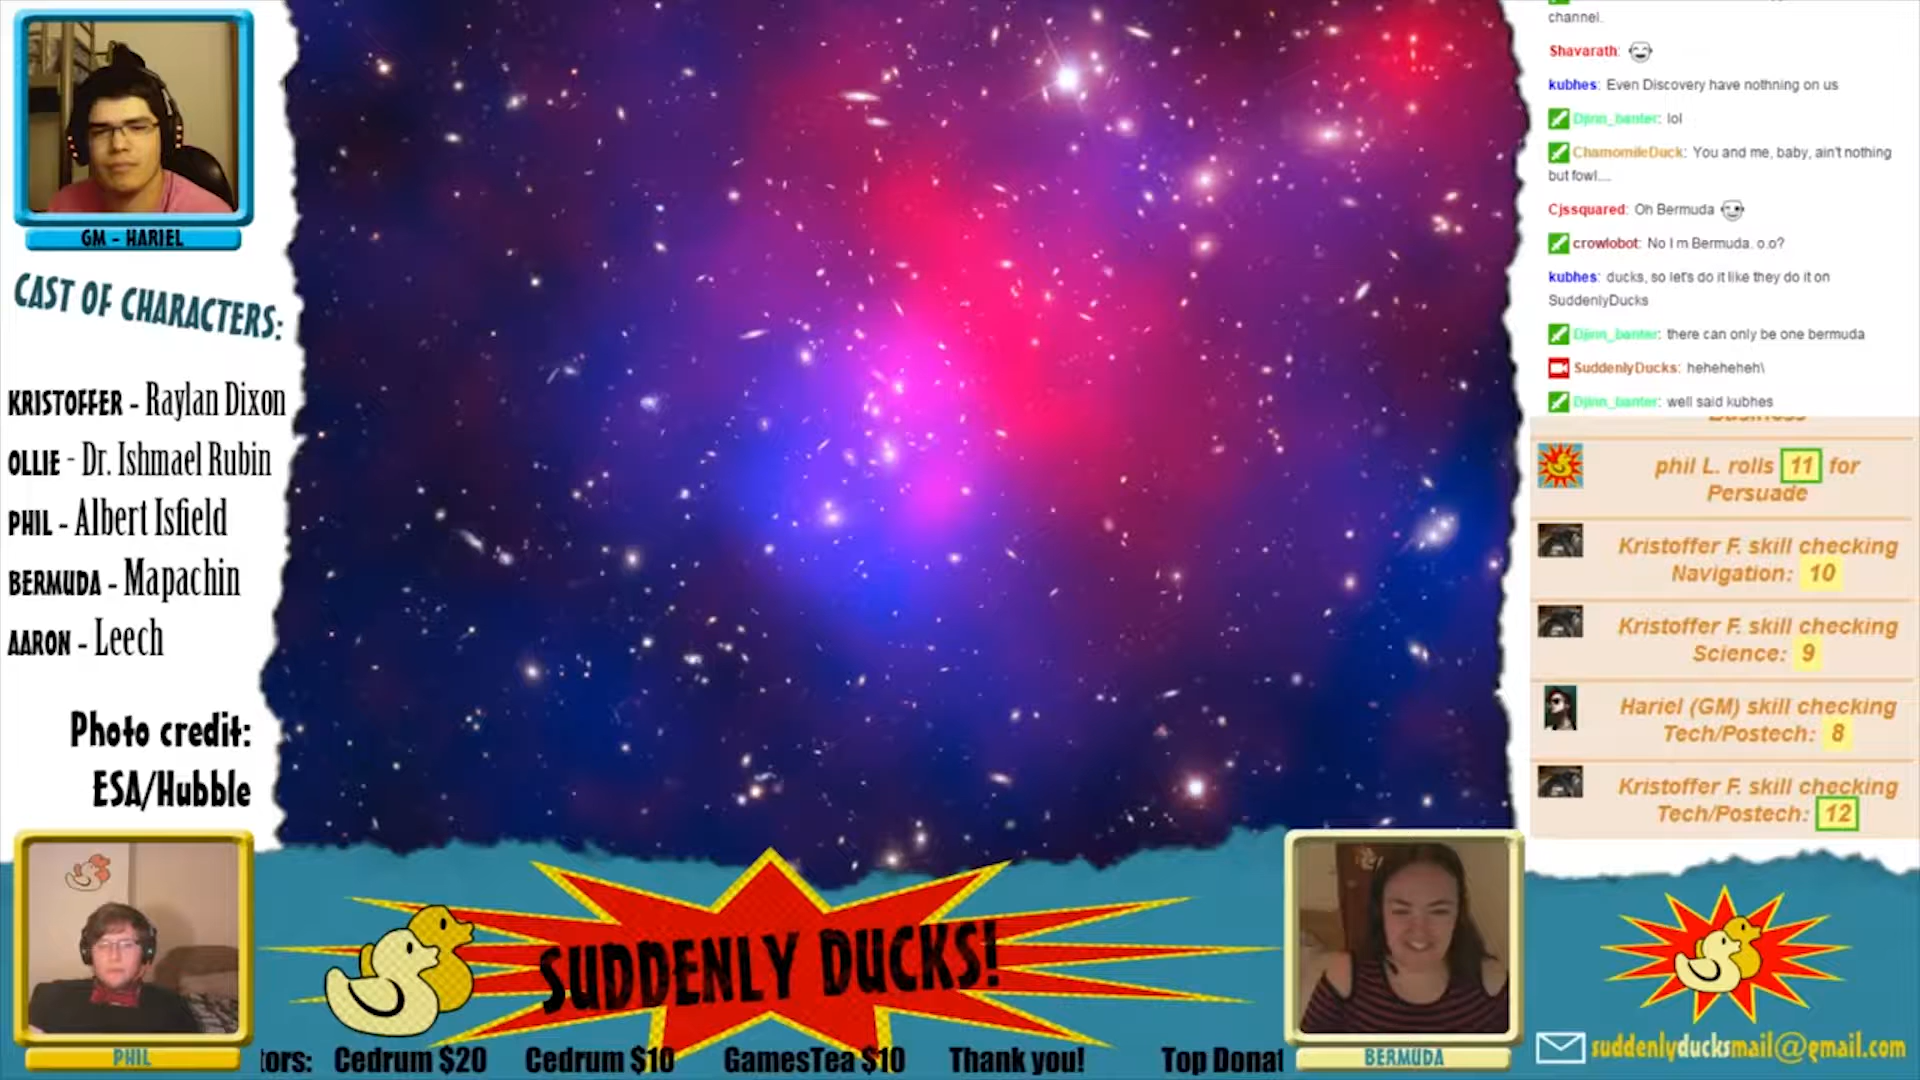 GM - HARIEL
CAST OF CHARACTERS:
KRISTOFFER - Raylan Dixon
OLLIE - Dr. Ishmael Rubin
PHIL - Albert Isfield
BERMUDA - Mapachin
AARON - Leech
Photo credit:
ESA/Hubble
PHIL
SUDDENLY DUCKS!
tors: Cedrum $20 Cedrum $10 GamesTea $10 Thank you! Top Donat
BERMUDA
channel.
Shavarath:
kubhes: Even Discovery have nothning on us
Djinn_banter: lol
ChamomileDuck: You and me, baby, ain't nothing
but fowl....
Cjssquared: Oh Bermuda
crowlobot: No I m Bermuda. o.o?
kubhes: ducks, so let's do it like they do it on
SuddenlyDucks
Djinn_banter: there can only be one bermuda
SuddenlyDucks: heheheheh\
Djinn_banter: well said kubhes
Business
phil L. rolls 11 for
Persuade
Kristoffer F. skill checking
Navigation: 10
Kristoffer F. skill checking
Science: 9
Hariel (GM) skill checking
Tech/Postech: 8
Kristoffer F. skill checking
Tech/Postech: 12
suddenlyducksmail@gmail.com